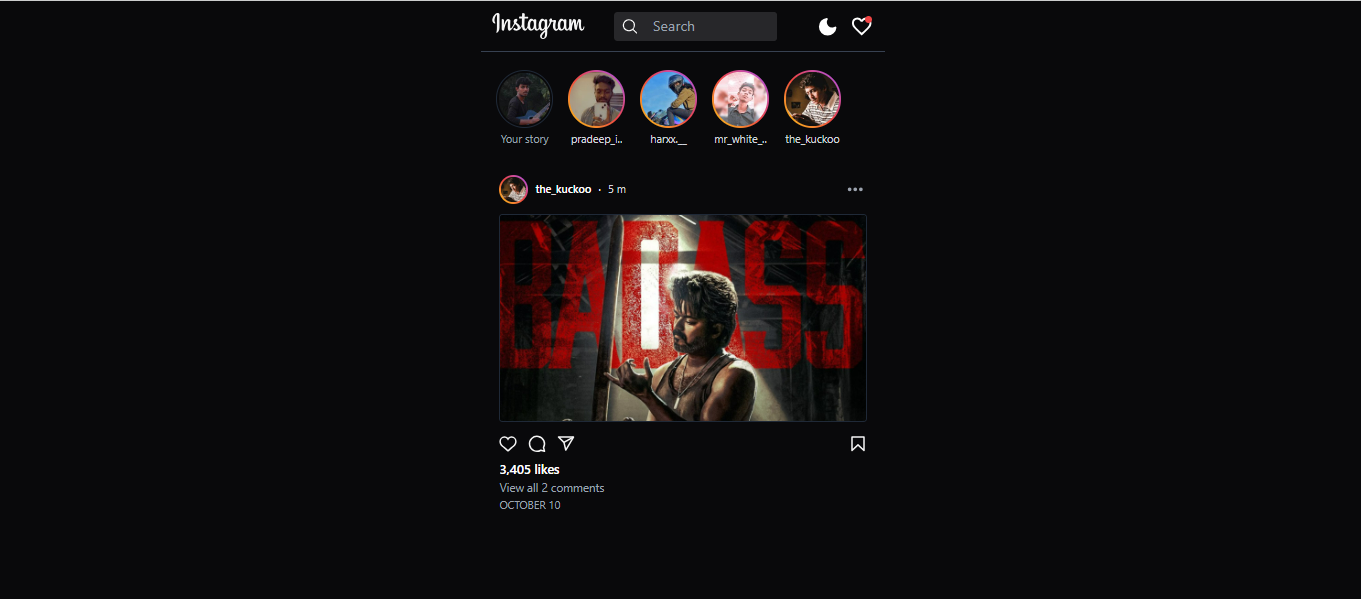 Instagram
Search
Your story
pradeep_i..
harxx.__
mr_white_..
the_kuckoo
the_kuckoo · 5 m
BADASS
3,405 likes
View all 2 comments
OCTOBER 10